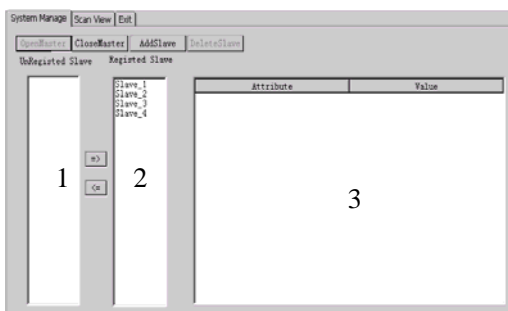 System Manage Scan View Exit
OpenMaster CloseMaster AddSlave DeleteSlave
UnRegisted Slave Registed Slave
Attribute Value
Slave_1
Slave_2
Slave_3
Slave_4
=>
<=
1 2 3